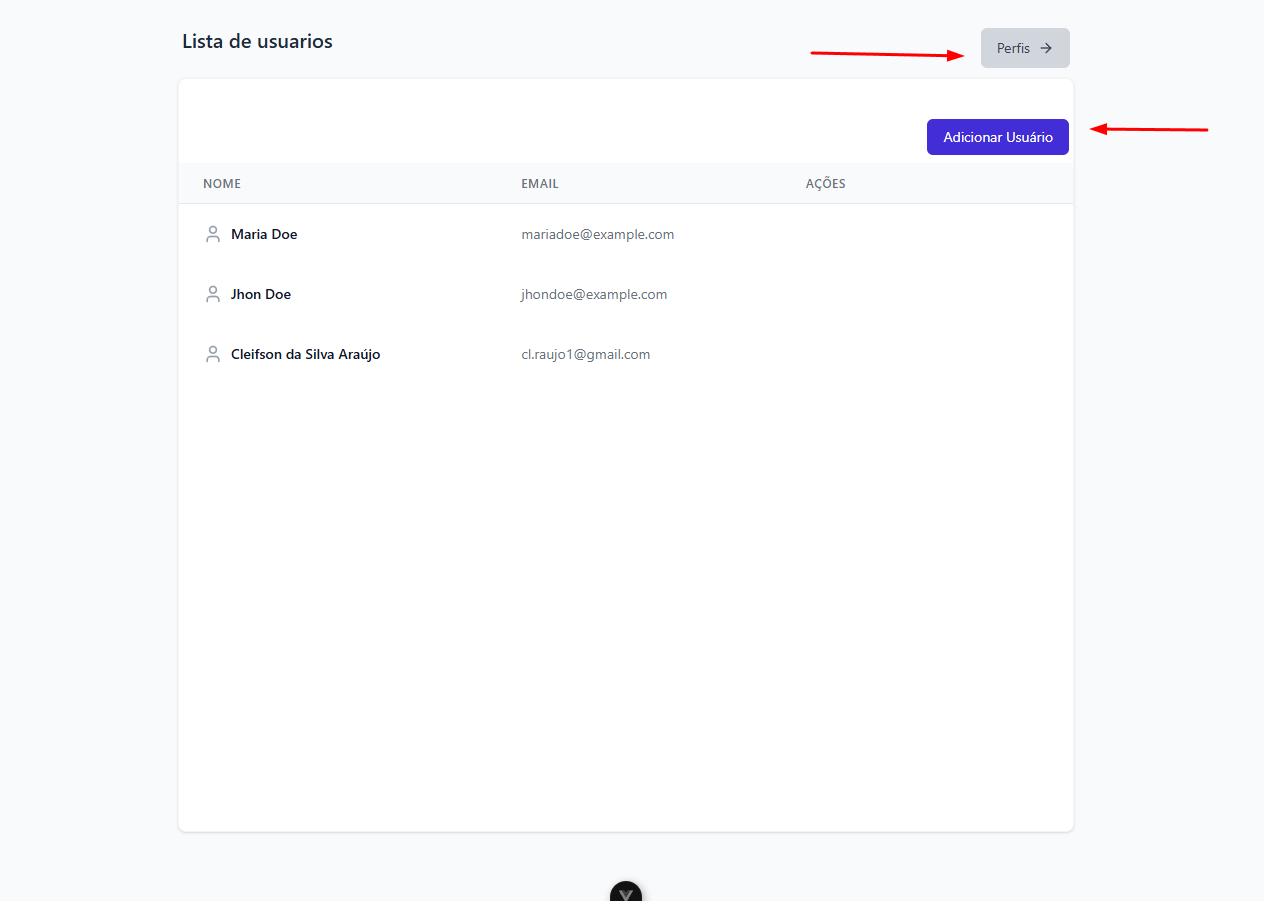 Lista de usuarios
Perfis
Adicionar Usuário
NOME EMAIL AÇÕES
Maria Doe mariadoe@example.com
Jhon Doe jhondoe@example.com
Cleifson da Silva Araújo cl.raujo1@gmail.com